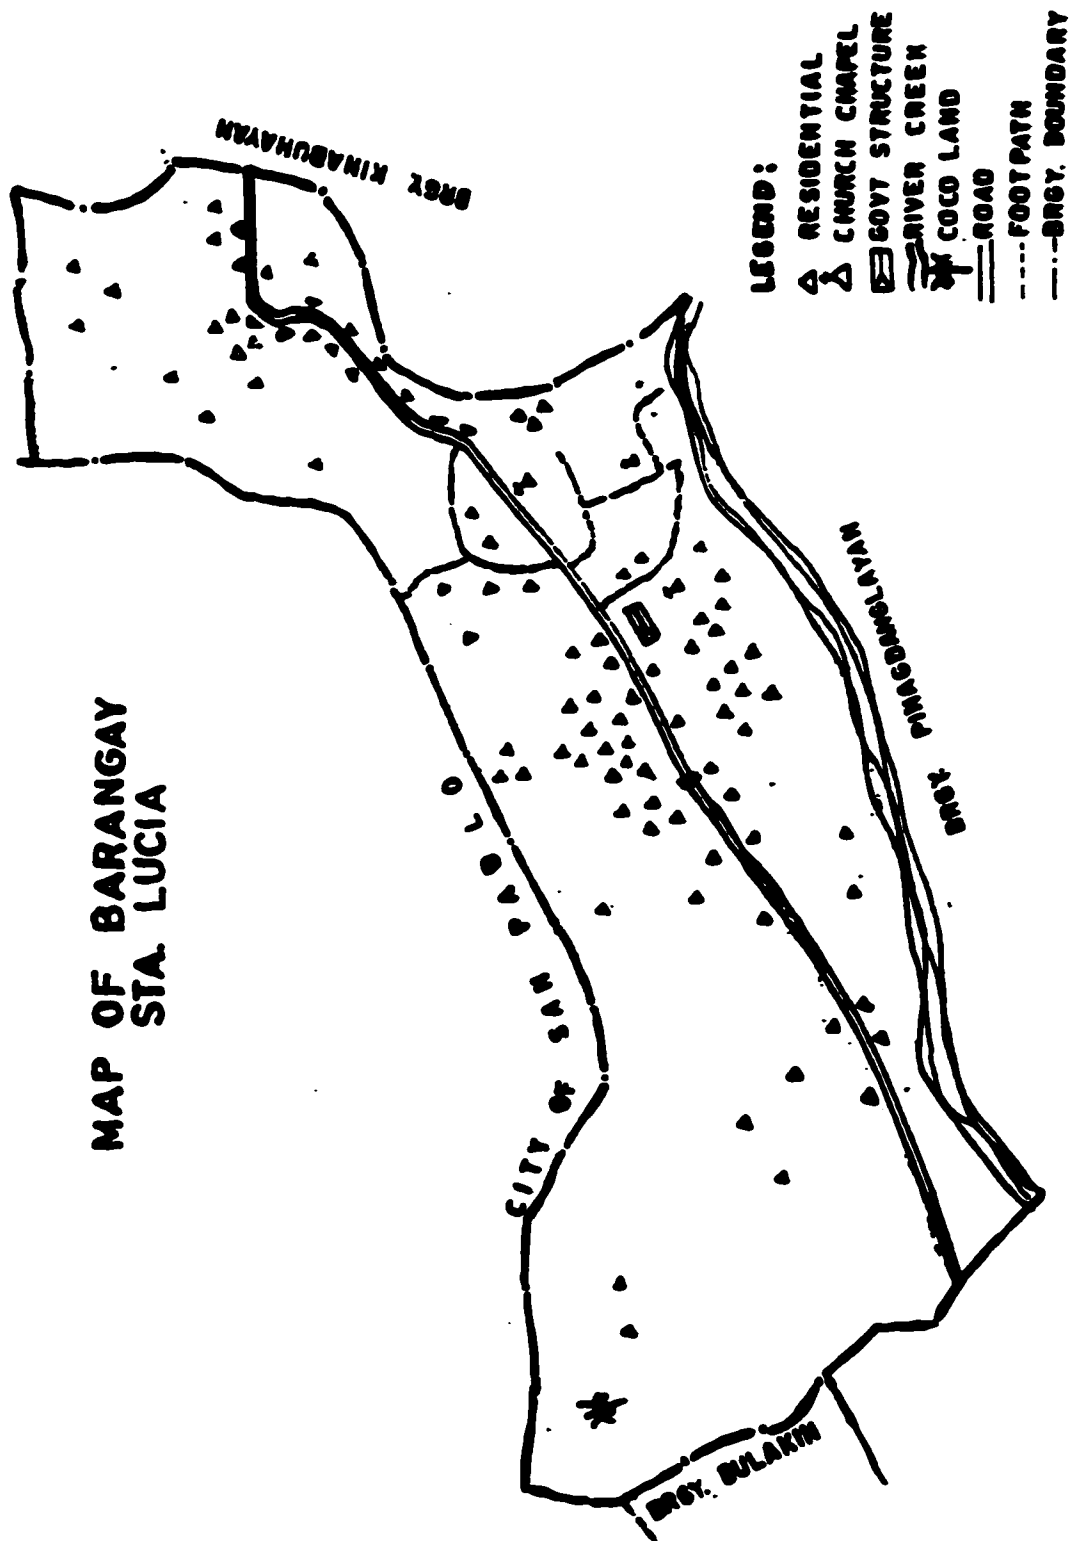 MAP OF BARANGAY
STA. LUCIA
BRGY. KINABUHAYAN
CITY OF SAN PABLO
BRGY. PINAGDANGLAYAN
BRGY. BULAKIN
LEGEND:
RESIDENTIAL
CHURCH CHAPEL
GOVT STRUCTURE
RIVER CREEK
COCO LAND
ROAD
FOOTPATH
BRGY. BOUNDARY